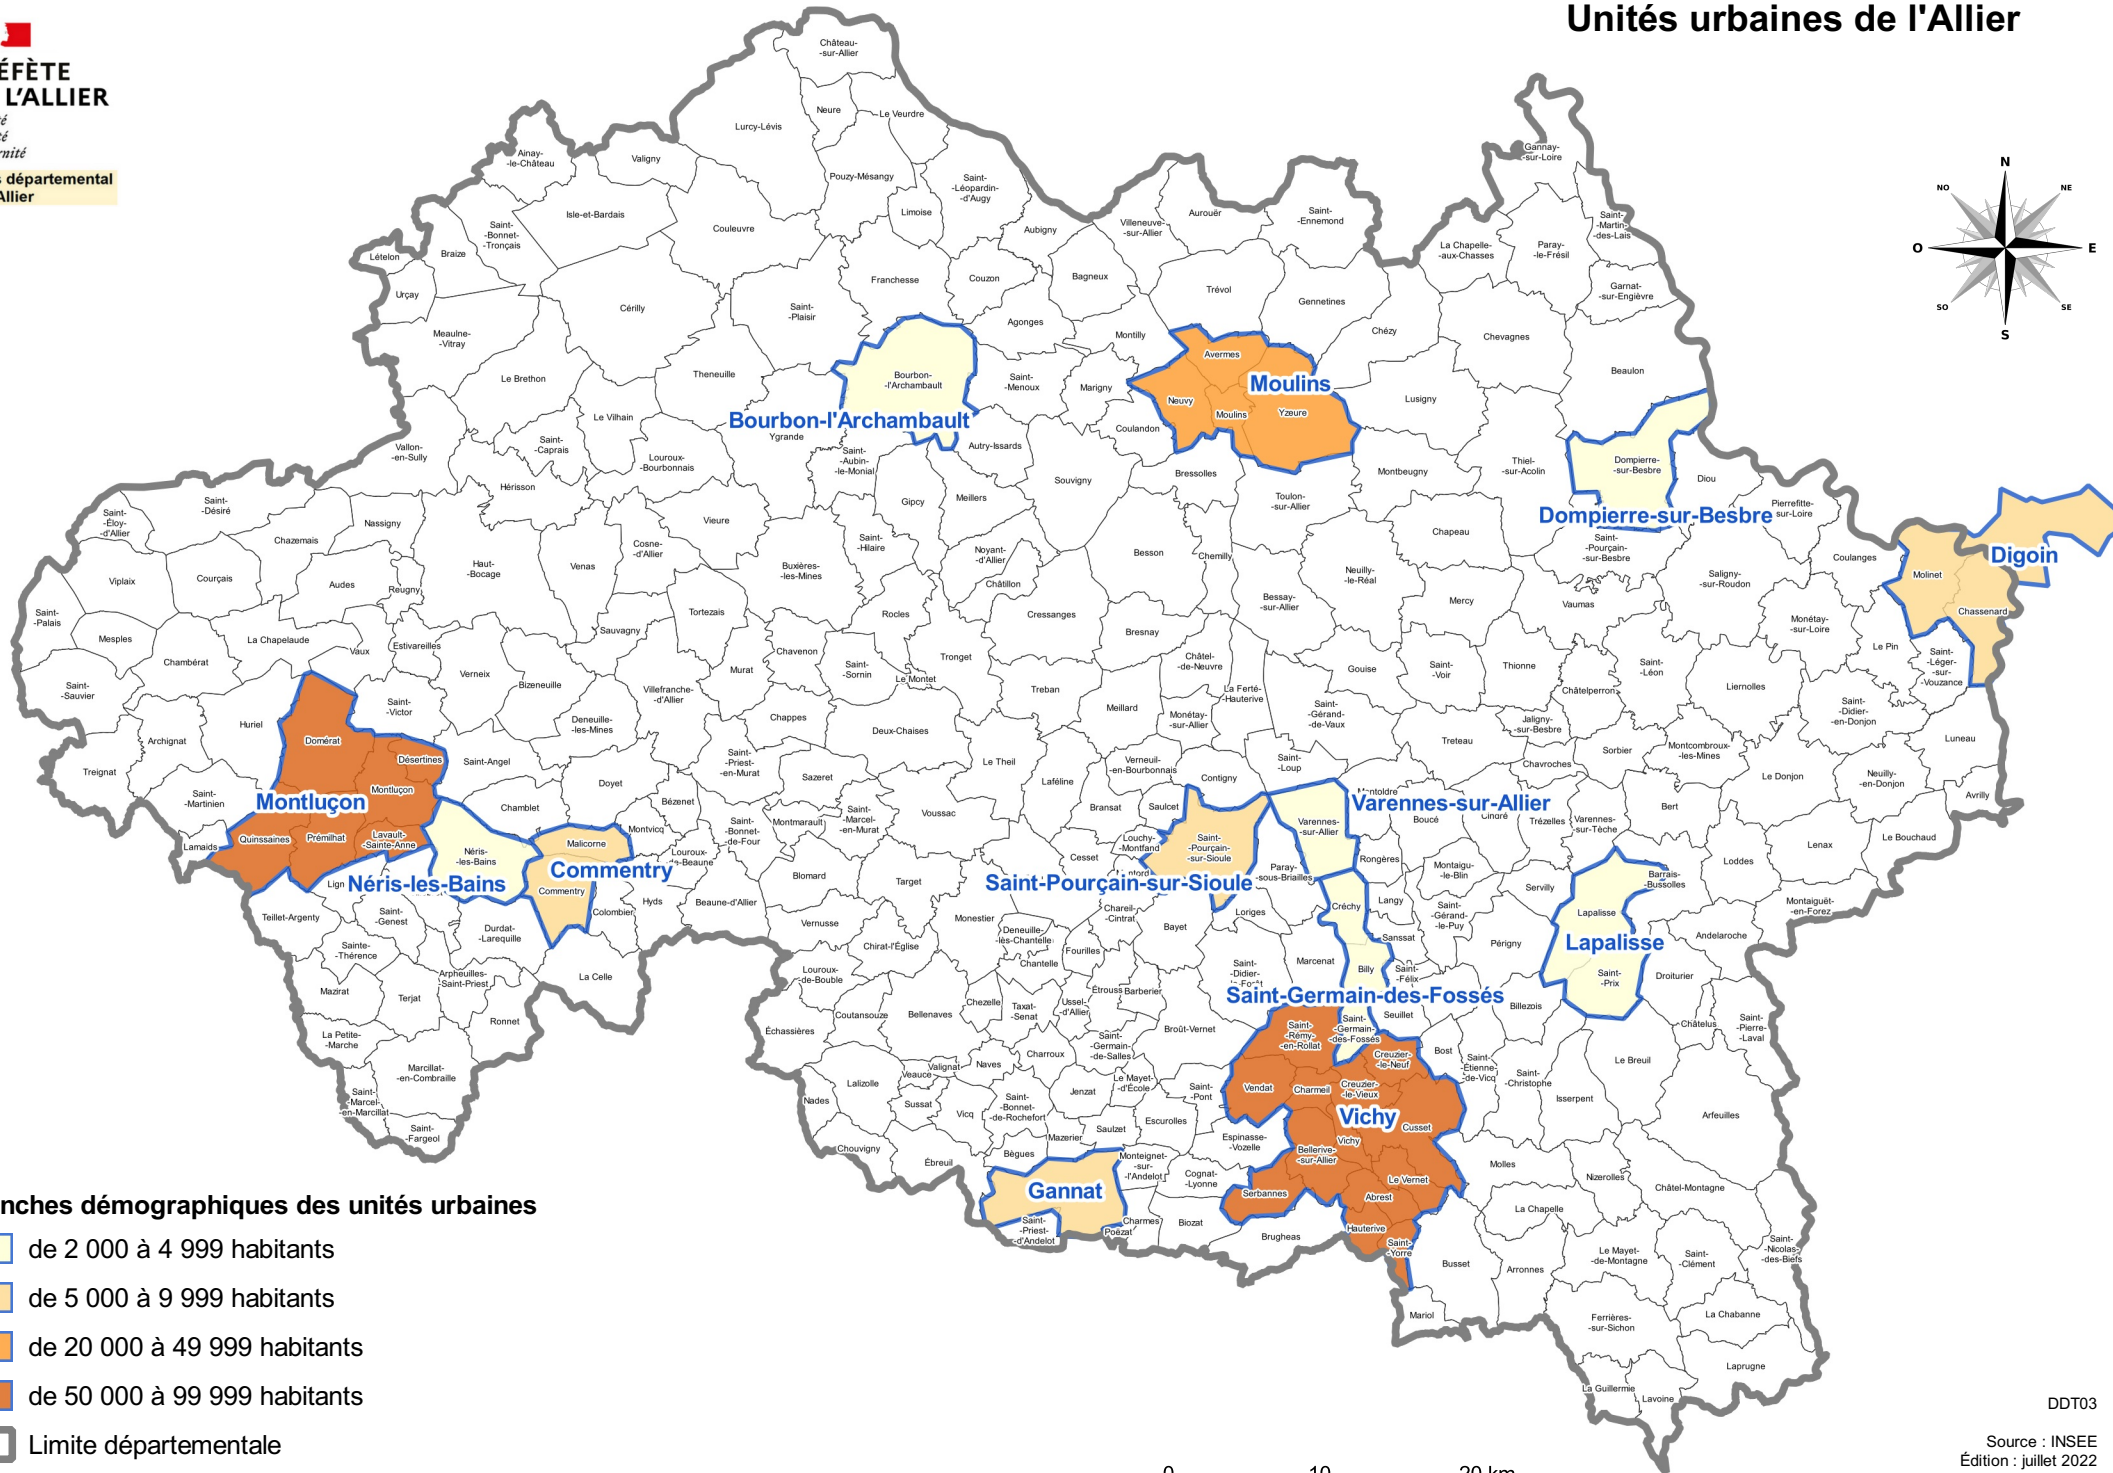 Unités urbaines de l'Allier
ÉFÈTE
L'ALLIER
é
té
rnité
s départemental
Allier
N
NO
NE
O
E
SO
SE
S
Château-
-sur-Allier
Neure
Le Veurdre
Lurcy-Lévis
Ainay-
-le-Château
Valigny
Pouzy-Mésangy
Saint-
-Léopardin-
-d'Augy
Limoise
Isle-et-Bardais
Couleuvre
Saint-
-Bonnet-
-Tronçais
Braize
Lételon
Urçay
Aubigny
Villeneuve-
-sur-Allier
Aurouër
Saint-
-Ennemond
Gannay-
-sur-Loire
La Chapelle-
-aux-Chasses
Paray-
-le-Frésil
Saint-
-Martin-
-des-Lais
Garnat-
-sur-Engièvre
Franchesse
Couzon
Bagneux
Trévol
Gennetines
Cérilly
Saint-
-Plaisir
Agonges
Montilly
Chézy
Chevagnes
Meaulne-
-Vitray
Avermes
Beaulon
Le Brethon
Theneuille
Bourbon-
-l'Archambault
Saint-
-Menoux
Marigny
Neuvy
Moulins
Moulins
Yzeure
Lusigny
Le Vilhain
Bourbon-l'Archambault
Ygrande
Coulandon
Autry-Issards
Vallon-
-en-Sully
Saint-
-Caprais
Louroux-
-Bourbonnais
Saint-
-Aubin-
-le-Monial
Souvigny
Bressolles
Montbeugny
Thiel-
-sur-Acolin
Dompierre-
-sur-Besbre
Diou
Hérisson
Gipcy
Meillers
Toulon-
-sur-Allier
Dompierre-sur-Besbre
Pierrefitte-
-sur-Loire
Saint-
-Désiré
Saint-
-Éloy-
-d'Allier
Nassigny
Chazemais
Vieure
Saint-
-Hilaire
Cosne-
-d'Allier
Noyant-
-d'Allier
Besson
Chemilly
Chapeau
Saint-
-Pourçain-
-sur-Besbre
Coulanges
Digoin
Molinet
Chassenard
Viplaix
Courçais
Audes
Reugny
Haut-
-Bocage
Venas
Buxières-
-les-Mines
Châtillon
Neuilly-
-le-Réal
Saligny-
-sur-Roudon
Saint-
-Palais
Mesples
La Chapelaude
Tortezais
Rocles
Cressanges
Bessay-
-sur-Allier
Mercy
Vaumas
Monétay-
-sur-Loire
Sauvagny
Bresnay
Chambérat
Vaux
Estivareilles
Verneix
Bizeneuille
Murat
Chavenon
Saint-
-Sornin
Le Montet
Tronget
Châtel-
-de-Neuvre
Gouise
Saint-
-Voir
Thionne
Saint-
-Léon
Le Pin
Saint-
-Léger-
-sur-
-Vouzance
Saint-
-Sauvier
Saint-
-Victor
Villefranche-
-d'Allier
Treban
La Ferté-
-Hauterive
Châtelperron
Liernolles
Huriel
Deneuille-
-les-Mines
Chappes
Deux-Chaises
Meillard
Monétay-
-sur-Allier
Saint-
-Gérand-
-de-Vaux
Jaligny-
-sur-Besbre
Saint-
-Didier-
-en-Donjon
Archignat
Domérat
Désertines
Saint-Angel
Treteau
Sorbier
Montcombroux-
-les-Mines
Luneau
Treignat
Saint-
-Martinien
Montluçon
Montluçon
Doyet
Saint-
-Priest-
-en-Murat
Sazeret
Le Theil
Laféline
Verneuil-
-en-Bourbonnais
Contigny
Saint-
-Loup
Chavroches
Le Donjon
Neuilly-
-en-Donjon
Avrilly
Chamblet
Bézenet
Voussac
Bransat
Saulcet
Varennes-sur-Allier
Boucé
Cindré
Trézelles
Varennes-
-sur-Tèche
Bert
Lamaids
Quinssaines
Prémilhat
Lavault-
-Sainte-Anne
Malicorne
Montvicq
Saint-
-Bonnet-
-de-Four
Montmarault
Saint-
-Marcel-
-en-Murat
Louchy-
-Montfand
Saint-
-Pourçain-
-sur-Sioule
Varennes-
-sur-Allier
Le Bouchaud
Lenax
Loddes
Néris-
-les-Bains
Louroux-
-de-Beaune
Cesset
Rongères
Montaigu-
-le-Blin
Lign
Néris-les-Bains
Commentry
Commentry
Blomard
Target
Saint-Pourçain-sur-Sioule
Paray-
-sous-Briailles
Servilly
Barrais-
-Bussolles
Teillet-Argenty
Saint-
-Genest
Colombier
Hyds
Beaune-d'Allier
Vernusse
Monestier
Chareil-
-Cintrat
Loriges
Créchy
Langy
Saint-
-Gérand-
-le-Puy
Lapalisse
Lapalisse
Montaiguët-
-en-Forez
Durdat-
-Larequille
Sainte-
-Thérence
Chirat-l'Église
Deneuille-
-lès-Chantelle
Bayet
Sanssat
Périgny
Andelaroche
Arpheuilles-
-Saint-Priest
La Celle
Louroux-
-de-Bouble
Chantelle
Fourilles
Saint-
-Didier-
-la-Forêt
Marcenat
Billy
Saint-
-Félix
Saint-
-Prix
Droiturier
Mazirat
Terjat
Chezelle
Taxat-
-Senat
Ussel-
-d'Allier
Étroussat
Barberier
Saint-Germain-des-Fossés
Billezois
Coutansouze
Bellenaves
Ronnet
Échassières
Broût-Vernet
Saint-
-Rémy-
-en-Rollat
Saint-
-Germain-
-des-Fossés
Seuillet
Châtelus
Saint-
-Pierre-
-Laval
La Petite-
-Marche
Charroux
Saint-
-Germain-
-de-Salles
Creuzier-
-le-Neuf
Bost
Saint-
-Étienne-
-de-Vicq
Le Breuil
Marcillat-
-en-Combraille
Lalizolle
Veauce
Valignat
Naves
Le Mayet-
-d'École
Saint-
-Pont
Vendat
Charmeil
Creuzier-
-le-Vieux
Saint-
-Christophe
Isserpent
Saint-
-Marcel-
-en-Marcillat
Nades
Sussat
Vicq
Saint-
-Bonnet-
-de-Rochefort
Jenzat
Vichy
Cusset
Arfeuilles
Saint-
-Fargeol
Escurolles
Saulzet
Mazerier
Chouvigny
Ébreuil
Bègues
Espinasse-
-Vozelle
Bellerive-
-sur-Allier
Vichy
Monteignet-
-sur-
-l'Andelot
Cognat-
-Lyonne
Le Vernet
Molles
Nizerolles
Châtel-Montagne
Gannat
Serbannes
Abrest
La Chapelle
Saint-
-Priest-
-d'Andelot
Poëzat
Charmes
Biozat
Brugheas
Hauterive
Saint-
-Yorre
Busset
Arronnes
Le Mayet-
-de-Montagne
Saint-
-Clément
Saint-
-Nicolas-
-des-Biefs
Mariol
Ferrières-
-sur-Sichon
La Chabanne
Laprugne
La Guillermie
Lavoine
nches démographiques des unités urbaines
de 2 000 à 4 999 habitants
de 5 000 à 9 999 habitants
de 20 000 à 49 999 habitants
de 50 000 à 99 999 habitants
Limite départementale
0 10 20 km
DDT03
Source : INSEE
Édition : juillet 2022